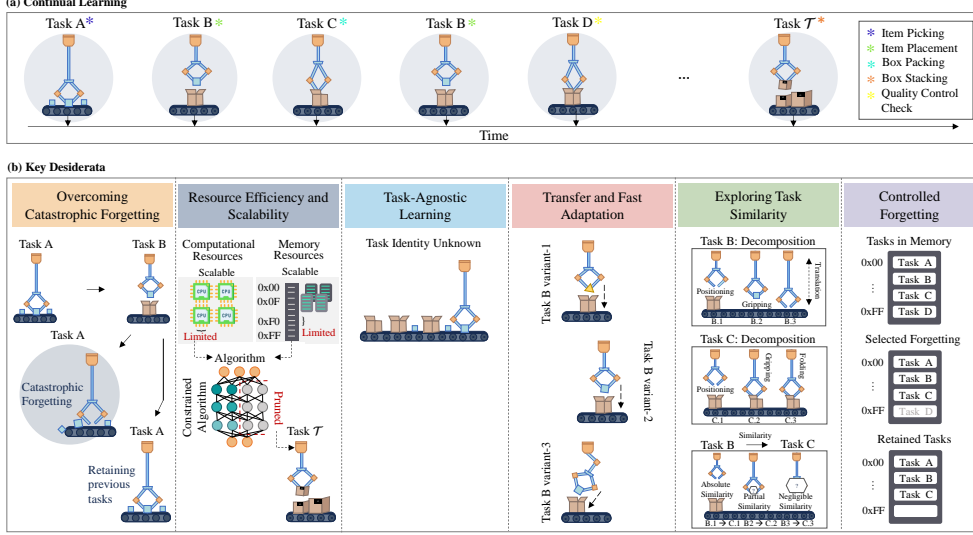 (a) Continual Learning
Task A*
Task B*
Task C*
Task B*
Task D*
...
Task 𝒯*
* Item Picking
* Item Placement
* Box Packing
* Box Stacking
* Quality Control
Check
Time
(b) Key Desiderata
Overcoming
Catastrophic Forgetting
Task A
Task B
Task A
Catastrophic
Forgetting
Task A
Retaining
previous
tasks
Resource Efficiency and
Scalability
Computational
Resources
Memory
Resources
Scalable
Scalable
CPU
CPU
CPU
CPU
0x00
0x0F
0xF0
0xFF
Limited
Limited
Algorithm
Constrained
Algorithm
Pruned
Task 𝒯
Task-Agnostic
Learning
Task Identity Unknown
Transfer and Fast
Adaptation
Task B variant-1
Task B variant-2
Task B variant-3
Exploring Task
Similarity
Task B: Decomposition
Positioning
Gripping
Translation
B.1
B.2
B.3
Task C: Decomposition
Positioning
Gripping
Folding
C.1
C.2
C.3
Task B
Similarity
Task C
Absolute
Similarity
Partial
Similarity
?
Negligible
Similarity
B.1 → C.1
B2 → C.2
B3 → C.3
Controlled
Forgetting
Tasks in Memory
0x00
Task A
Task B
⋮
Task C
0xFF
Task D
Selected Forgetting
0x00
Task A
Task B
⋮
Task C
0xFF
Task D
Retained Tasks
0x00
Task A
Task B
⋮
Task C
0xFF